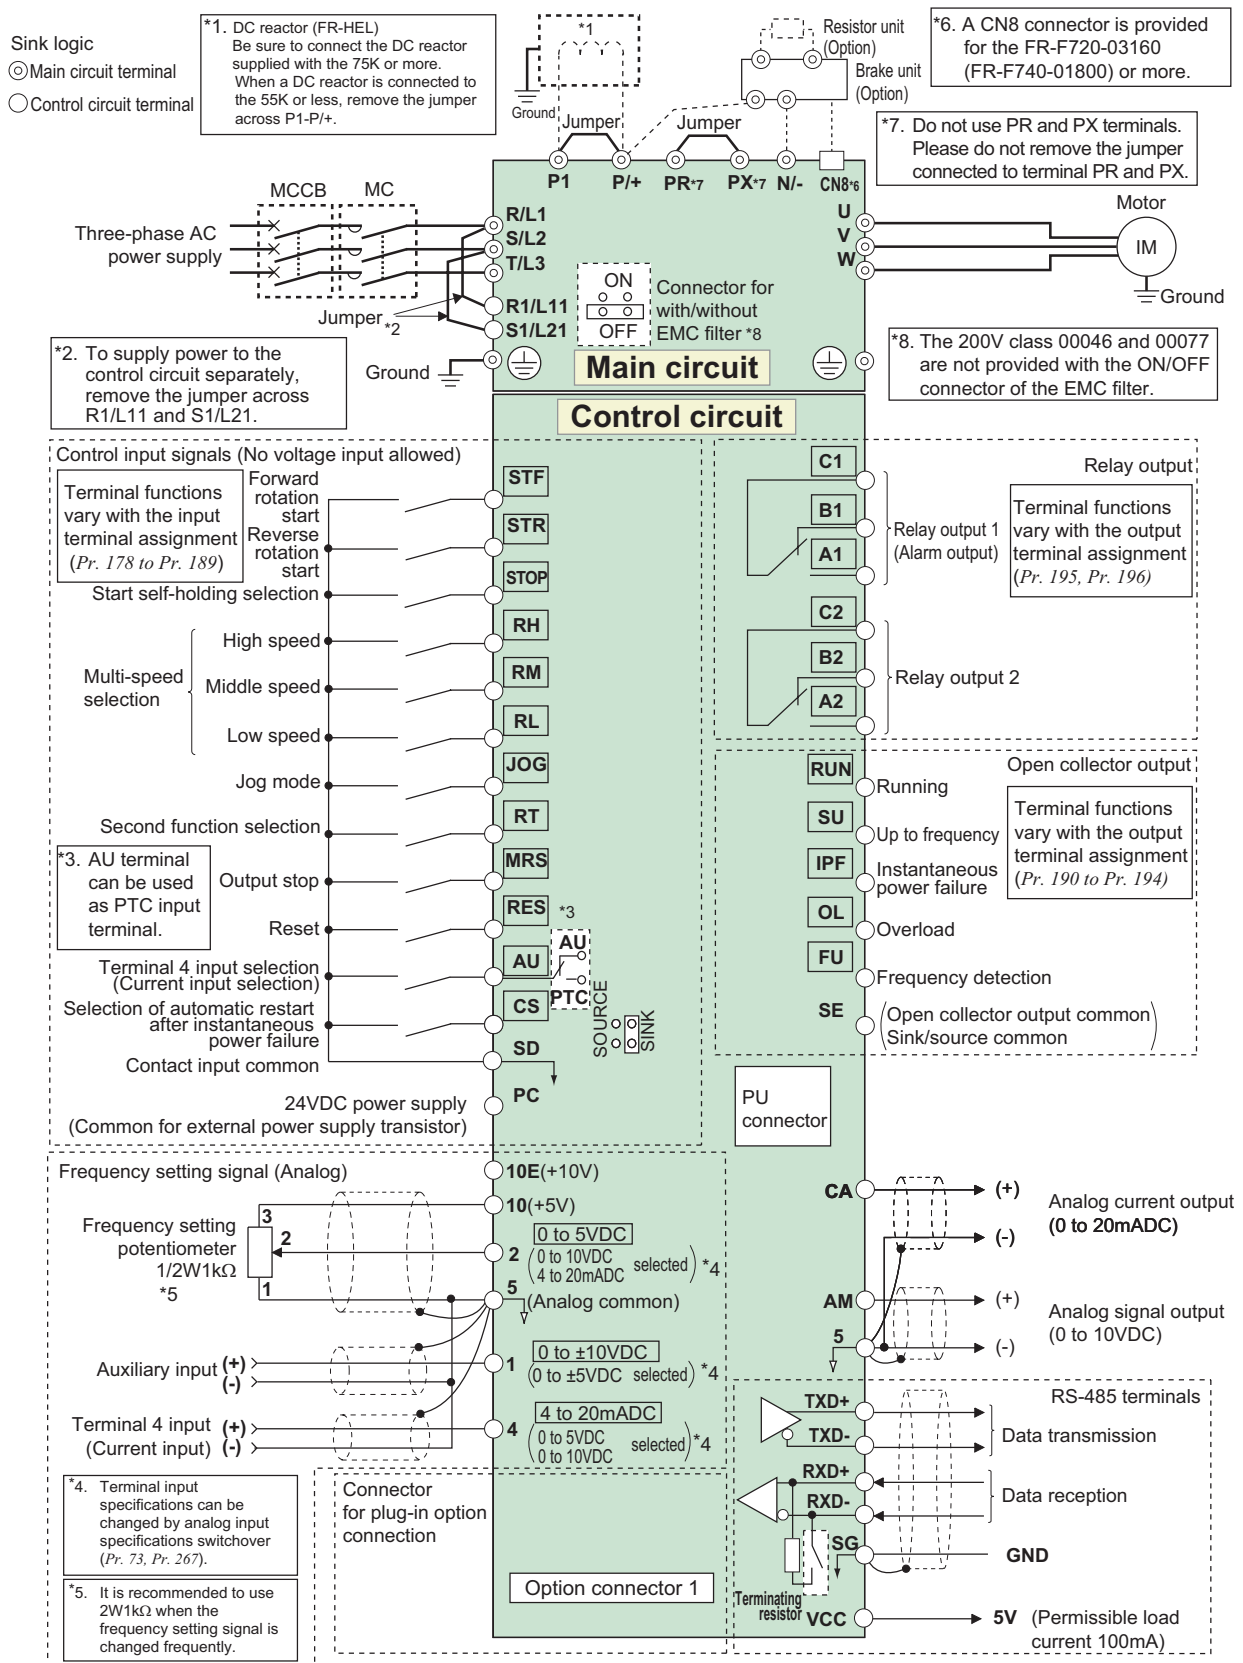 Sink logic
Main circuit terminal
Control circuit terminal
*1. DC reactor (FR-HEL)
Be sure to connect the DC reactor
supplied with the 75K or more.
When a DC reactor is connected to
the 55K or less, remove the jumper
across P1-P/+.
*1
Ground
Jumper
Jumper
Resistor unit
(Option)
Brake unit
(Option)
*6. A CN8 connector is provided
for the FR-F720-03160
(FR-F740-01800) or more.
*7. Do not use PR and PX terminals.
Please do not remove the jumper
connected to terminal PR and PX.
P1
P/+
PR*7
PX*7
N/-
CN8*6
MCCB
MC
Three-phase AC
power supply
R/L1
S/L2
T/L3
R1/L11
S1/L21
Jumper
*2
ON
OFF
Connector for
with/without
EMC filter *8
U
V
W
Motor
IM
Ground
*2. To supply power to the
control circuit separately,
remove the jumper across
R1/L11 and S1/L21.
Ground
Main circuit
*8. The 200V class 00046 and 00077
are not provided with the ON/OFF
connector of the EMC filter.
Control circuit
Control input signals (No voltage input allowed)
Terminal functions
vary with the input
terminal assignment
(Pr. 178 to Pr. 189)
Forward
rotation
start
Reverse
rotation
start
Start self-holding selection
Multi-speed
selection
High speed
Middle speed
Low speed
Jog mode
Second function selection
*3. AU terminal
can be used
as PTC input
terminal.
Output stop
Reset
Terminal 4 input selection
(Current input selection)
Selection of automatic restart
after instantaneous
power failure
Contact input common
24VDC power supply
(Common for external power supply transistor)
STF
STR
STOP
RH
RM
RL
JOG
RT
MRS
RES
*3
AU
AU
PTC
CS
SOURCE
SINK
SD
PC
C1
B1
A1
Relay output
Relay output 1
(Alarm output)
Terminal functions
vary with the output
terminal assignment
(Pr. 195, Pr. 196)
C2
B2
A2
Relay output 2
Open collector output
RUN
Running
SU
Up to frequency
IPF
Instantaneous
power failure
OL
Overload
FU
Frequency detection
SE
(Open collector output common
Sink/source common)
Terminal functions
vary with the output
terminal assignment
(Pr. 190 to Pr. 194)
PU
connector
Frequency setting signal (Analog)
Frequency setting
potentiometer
1/2W1kΩ
*5
3
2
1
10E(+10V)
10(+5V)
2
0 to 5VDC
(0 to 10VDC
4 to 20mADC selected) *4
5
(Analog common)
Auxiliary input (+)
(-)
1
0 to ±10VDC
(0 to ±5VDC selected) *4
Terminal 4 input (+)
(Current input) (-)
4
4 to 20mADC
(0 to 5VDC
0 to 10VDC selected) *4
CA
(+)
(-)
Analog current output
(0 to 20mADC)
AM
(+)
5
(-)
Analog signal output
(0 to 10VDC)
*4. Terminal input
specifications can be
changed by analog input
specifications switchover
(Pr. 73, Pr. 267).
*5. It is recommended to use
2W1kΩ when the
frequency setting signal is
changed frequently.
Connector
for plug-in option
connection
Option connector 1
RS-485 terminals
TXD+
TXD-
Data transmission
RXD+
RXD-
Data reception
SG
GND
Terminating
resistor
VCC
5V (Permissible load
current 100mA)